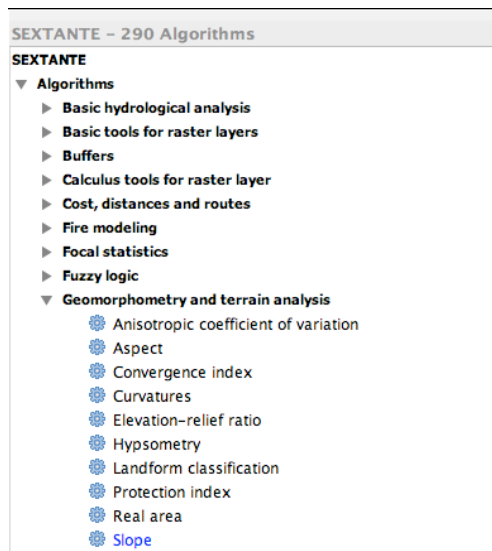 SEXTANTE – 290 Algorithms
SEXTANTE
Algorithms
Basic hydrological analysis
Basic tools for raster layers
Buffers
Calculus tools for raster layer
Cost, distances and routes
Fire modeling
Focal statistics
Fuzzy logic
Geomorphometry and terrain analysis
Anisotropic coefficient of variation
Aspect
Convergence index
Curvatures
Elevation–relief ratio
Hypsometry
Landform classification
Protection index
Real area
Slope